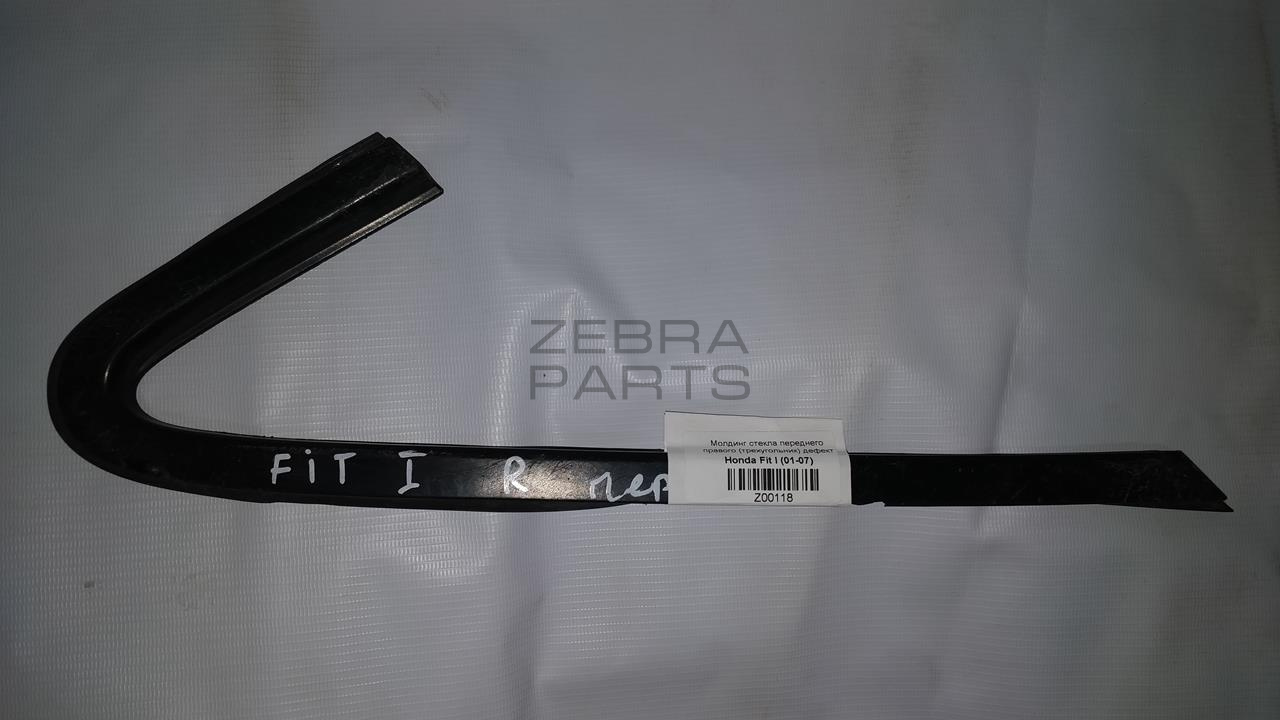 ZEBRA
PARTS
Молдинг стекла переднего
правого (треугольник) дефект
Honda Fit I (01-07)
Z00118
FiT I R пер